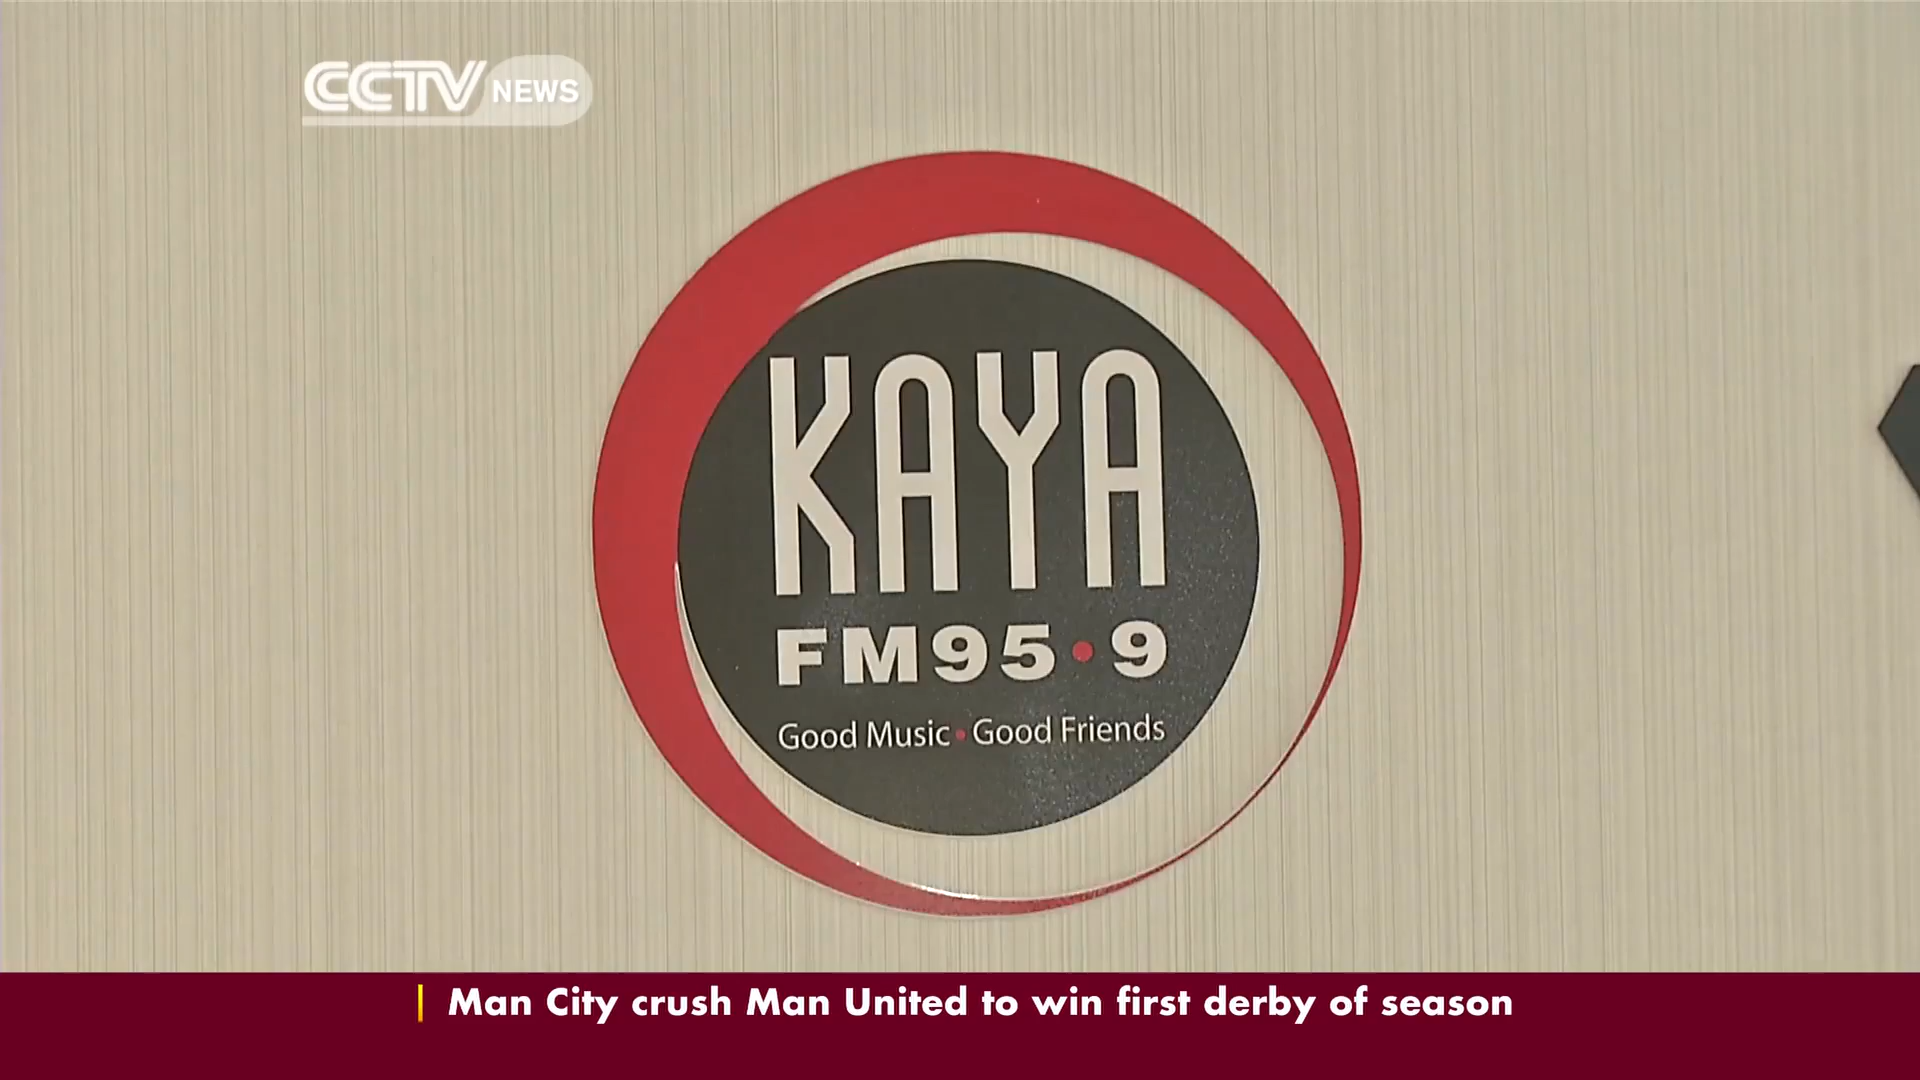 CCTV NEWS
KAYA
FM95•9
Good Music•Good Friends
Man City crush Man United to win first derby of season